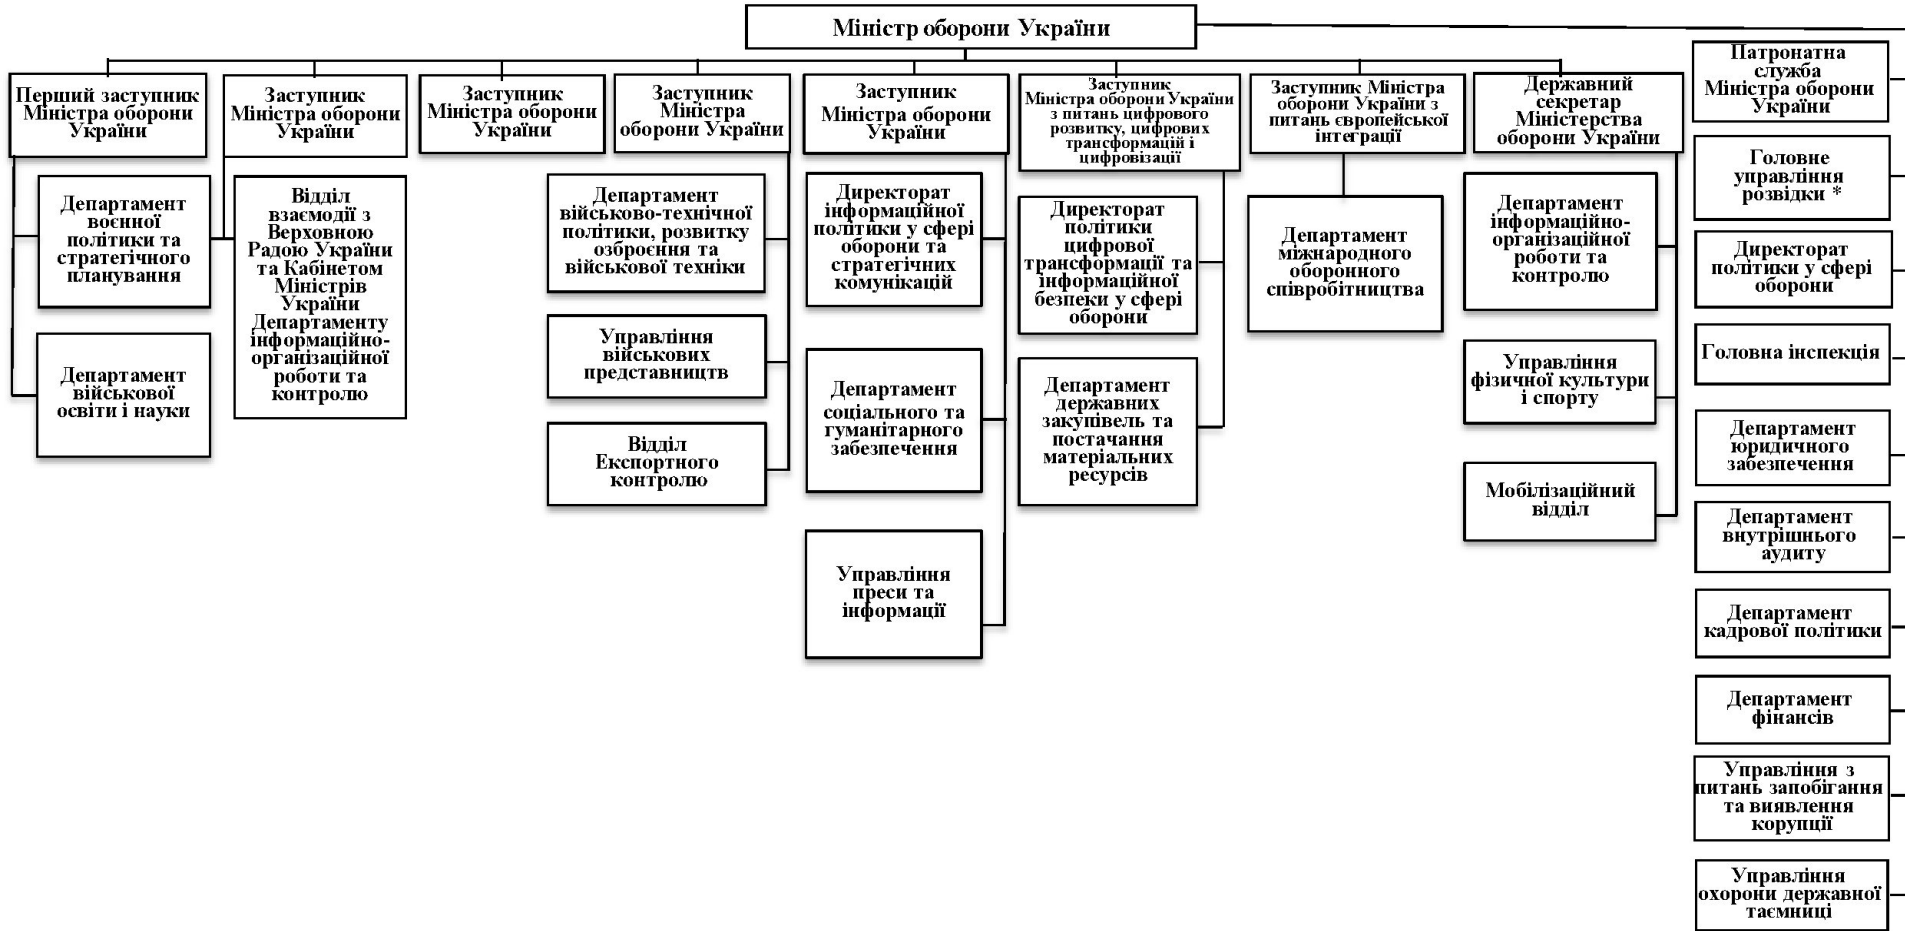 Міністр оборони України
Перший заступник
Міністра оборони
України
Заступник
Міністра оборони
України
Заступник
Міністра оборони
України
Заступник
Міністра
оборони України
Заступник
Міністра оборони
України
Заступник
Міністра оборони України
з питань цифрового
розвитку, цифрових
трансформацій і
цифровізації
Заступник Міністра
оборони України з
питань європейської
інтеграції
Державний
секретар
Міністерства
оборони України
Департамент
воєнної
політики та
стратегічного
планування
Департамент
військової
освіти і науки
Відділ
взаємодії з
Верховною
Радою України
та Кабінетом
Міністрів
України
Департаменту
інформаційно-
організаційної
роботи та
контролю
Департамент
військово-технічної
політики, розвитку
озброєння та
військової техніки
Управління
військових
представництв
Відділ
Експортного
контролю
Директорат
інформаційної
політики у сфері
оборони та
стратегічних
комунікацій
Департамент
соціального та
гуманітарного
забезпечення
Управління
преси та
інформації
Директорат
політики
цифрової
трансформації та
інформаційної
безпеки у сфері
оборони
Департамент
державних
закупівель та
постачання
матеріальних
ресурсів
Департамент
міжнародного
оборонного
співробітництва
Департамент
інформаційно-
організаційної
роботи та
контролю
Управління
фізичної культури
і спорту
Мобілізаційний
відділ
Патронатна
служба
Міністра оборони
України
Головне
управління
розвідки *
Директорат
політики у сфері
оборони
Головна інспекція
Департамент
юридичного
забезпечення
Департамент
внутрішнього
аудиту
Департамент
кадрової політики
Департамент
фінансів
Управління з
питань запобігання
та виявлення
корупції
Управління
охорони державної
таємниці